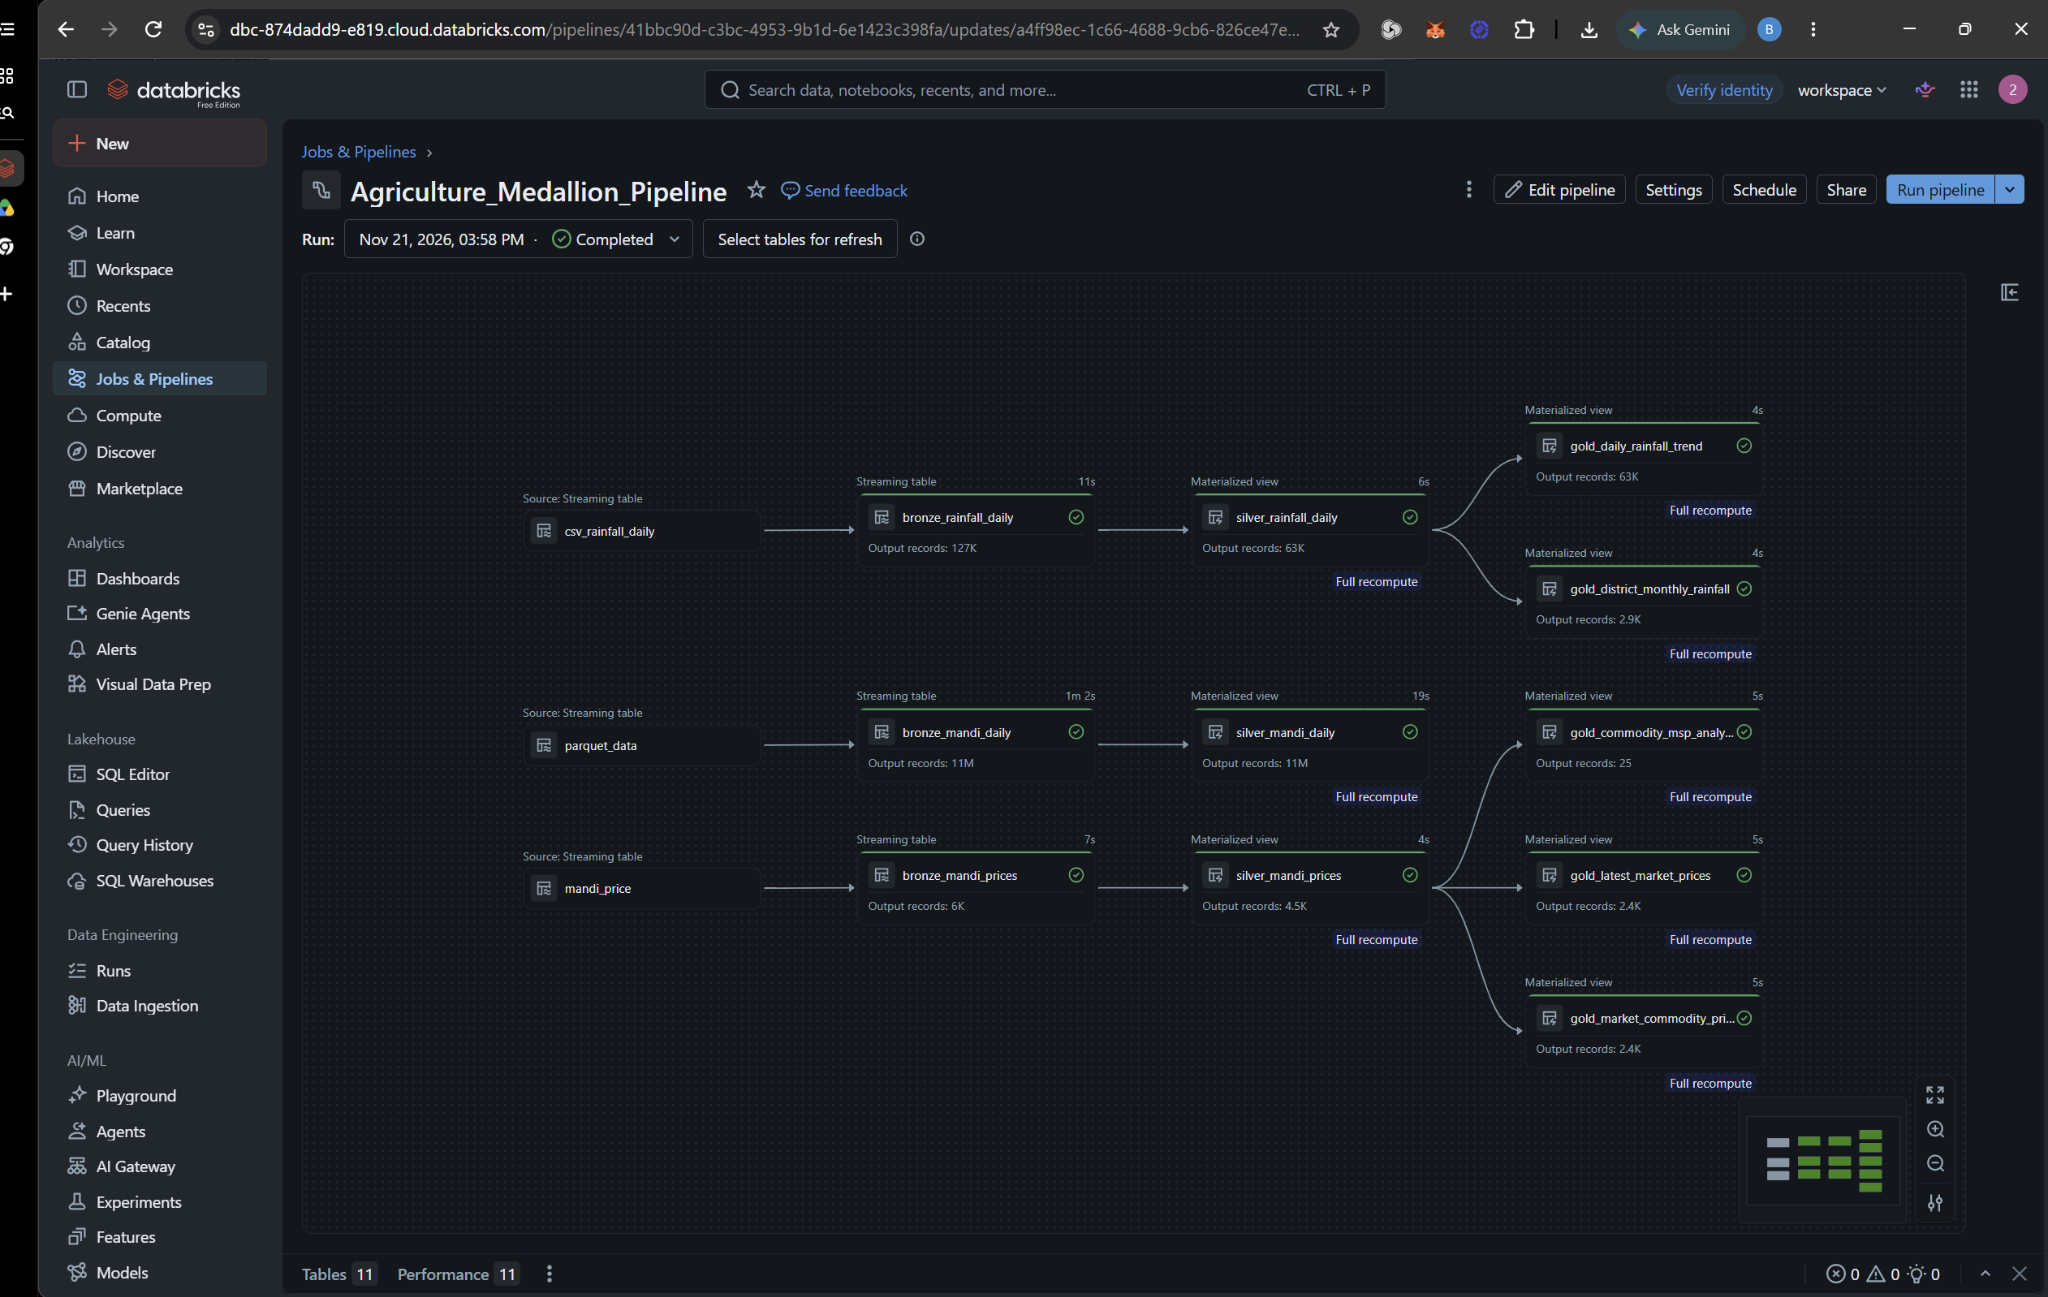 dbc-874dadd9-e819.cloud.databricks.com/pipelines/41bbc90d-c3bc-4953-9b1d-6e1423c398fa/updates/a4ff98ec-1c66-4688-9cb6-826ce47e...
Ask Gemini
B
databricks
Free Edition
Search data, notebooks, recents, and more...
CTRL + P
Verify identity
workspace
2
New
Home
Learn
Workspace
Recents
Catalog
Jobs & Pipelines
Compute
Discover
Marketplace
Analytics
Dashboards
Genie Agents
Alerts
Visual Data Prep
Lakehouse
SQL Editor
Queries
Query History
SQL Warehouses
Data Engineering
Runs
Data Ingestion
AI/ML
Playground
Agents
AI Gateway
Experiments
Features
Models
Jobs & Pipelines ›
Agriculture_Medallion_Pipeline
Send feedback
Edit pipeline
Settings
Schedule
Share
Run pipeline
Run: Nov 21, 2026, 03:58 PM · Completed
Select tables for refresh
Source: Streaming table
csv_rainfall_daily
Streaming table 11s
bronze_rainfall_daily
Output records: 127K
Materialized view 6s
silver_rainfall_daily
Output records: 63K
Full recompute
Materialized view 4s
gold_daily_rainfall_trend
Output records: 63K
Full recompute
Materialized view 4s
gold_district_monthly_rainfall
Output records: 2.9K
Full recompute
Source: Streaming table
parquet_data
Streaming table 1m 2s
bronze_mandi_daily
Output records: 11M
Materialized view 19s
silver_mandi_daily
Output records: 11M
Full recompute
Materialized view 5s
gold_commodity_msp_analy...
Output records: 25
Full recompute
Source: Streaming table
mandi_price
Streaming table 7s
bronze_mandi_prices
Output records: 6K
Materialized view 4s
silver_mandi_prices
Output records: 4.5K
Full recompute
Materialized view 5s
gold_latest_market_prices
Output records: 2.4K
Full recompute
Materialized view 5s
gold_market_commodity_pri...
Output records: 2.4K
Full recompute
Tables 11
Performance 11
0 0 0